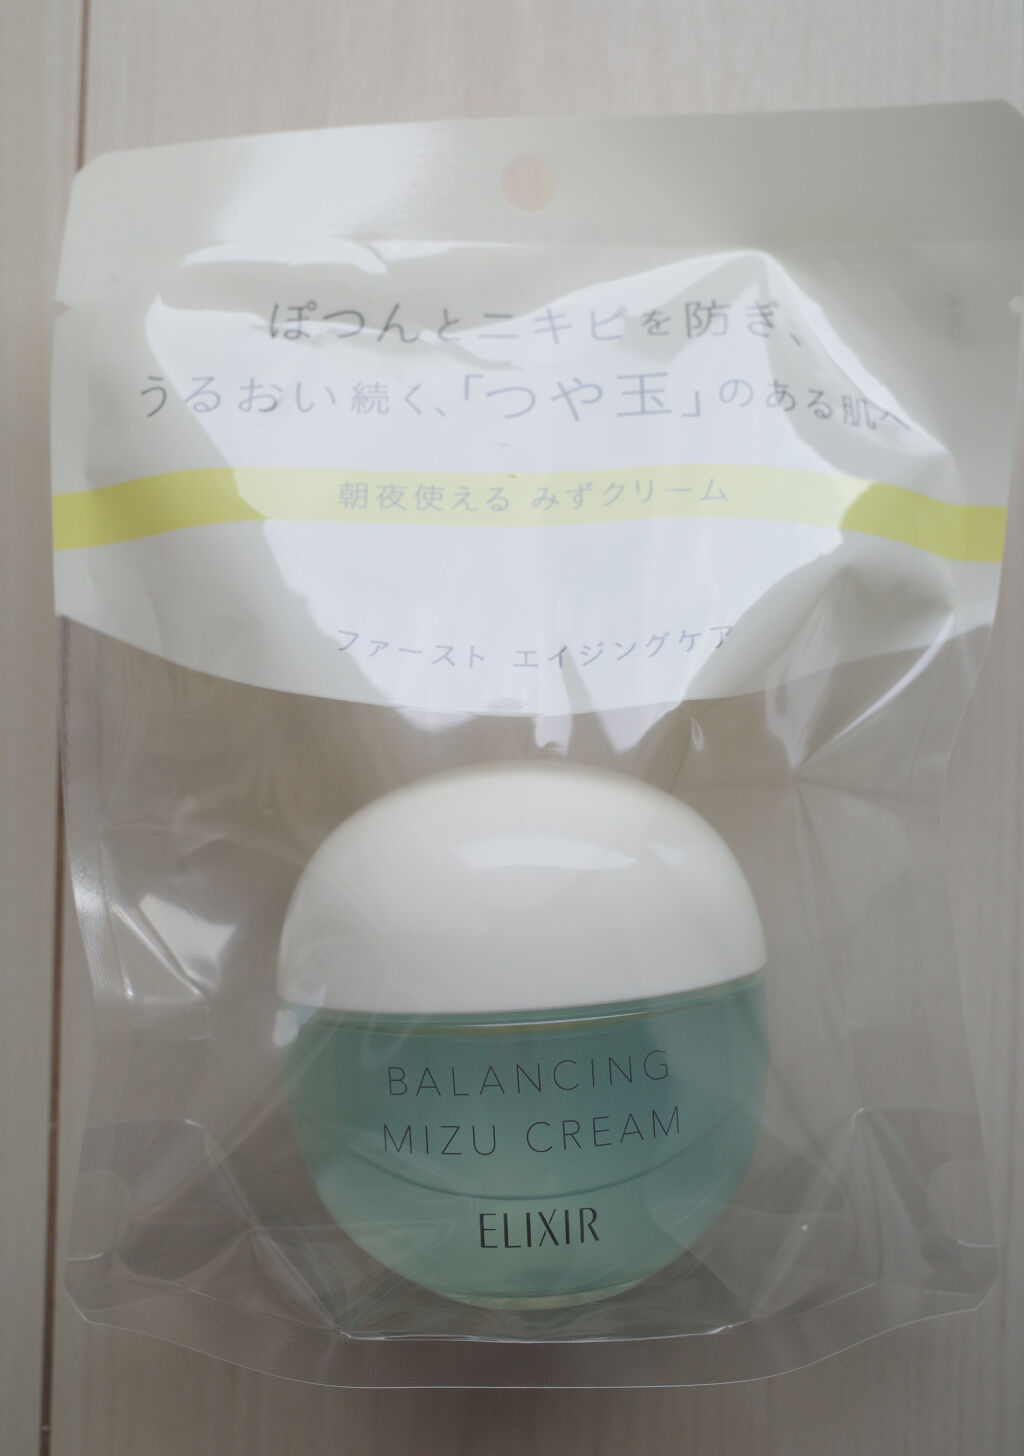 ぽつんとニキビを防ぎ、
うるおい続く、「つや玉」のある肌へ
朝夜使える みずクリーム
ファースト エイジングケア
BALANCING
MIZU CREAM
ELIXIR